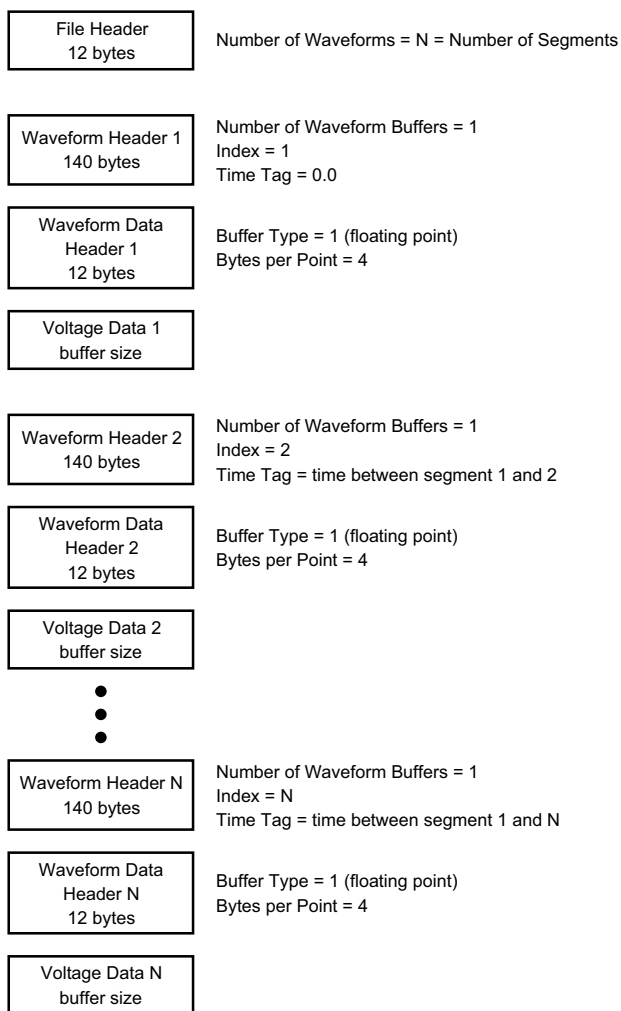 File Header
12 bytes
Number of Waveforms = N = Number of Segments
Waveform Header 1
140 bytes
Number of Waveform Buffers = 1
Index = 1
Time Tag = 0.0
Waveform Data
Header 1
12 bytes
Buffer Type = 1 (floating point)
Bytes per Point = 4
Voltage Data 1
buffer size
Waveform Header 2
140 bytes
Number of Waveform Buffers = 1
Index = 2
Time Tag = time between segment 1 and 2
Waveform Data
Header 2
12 bytes
Buffer Type = 1 (floating point)
Bytes per Point = 4
Voltage Data 2
buffer size
Waveform Header N
140 bytes
Number of Waveform Buffers = 1
Index = N
Time Tag = time between segment 1 and N
Waveform Data
Header N
12 bytes
Buffer Type = 1 (floating point)
Bytes per Point = 4
Voltage Data N
buffer size